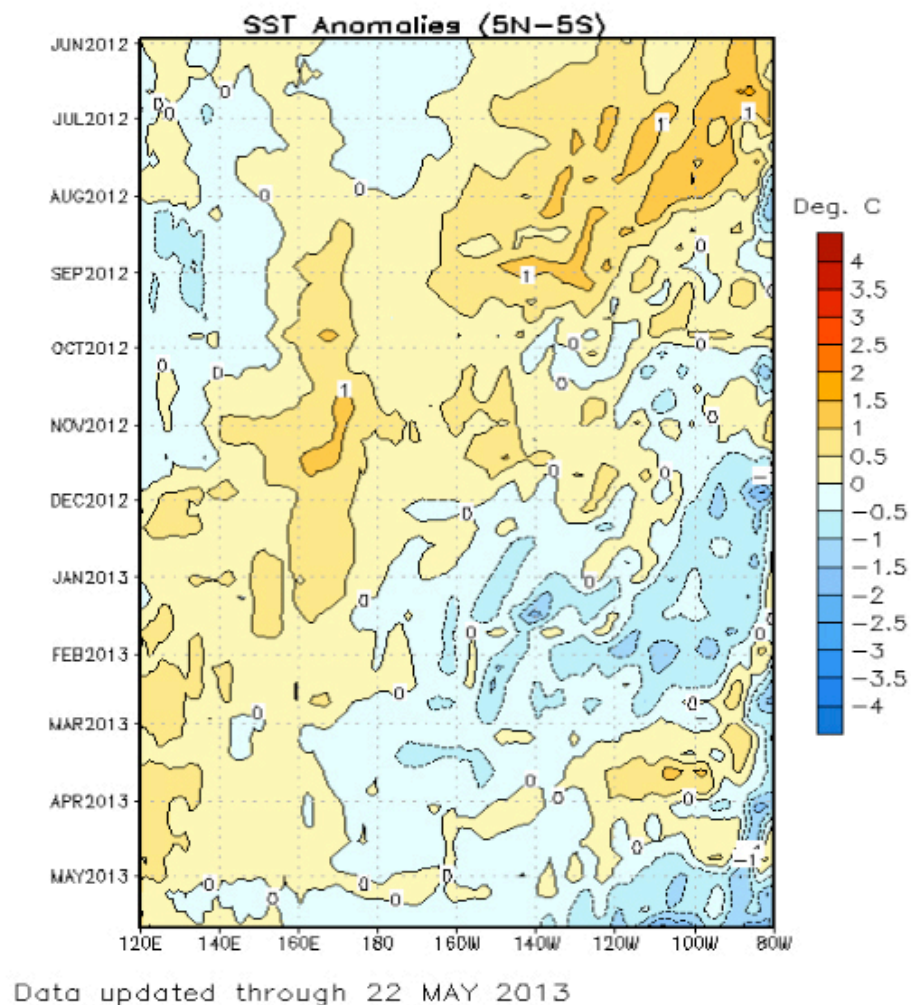 SST Anomalies (5N-5S)
JUN2012
JUL2012
AUG2012
SEP2012
OCT2012
NOV2012
DEC2012
JAN2013
FEB2013
MAR2013
APR2013
MAY2013
120E 140E 160E 180 160W 140W 120W 100W 80W
Deg. C
4
3.5
3
2.5
2
1.5
1
0.5
0
-0.5
-1
-1.5
-2
-2.5
-3
-3.5
-4
Data updated through 22 MAY 2013